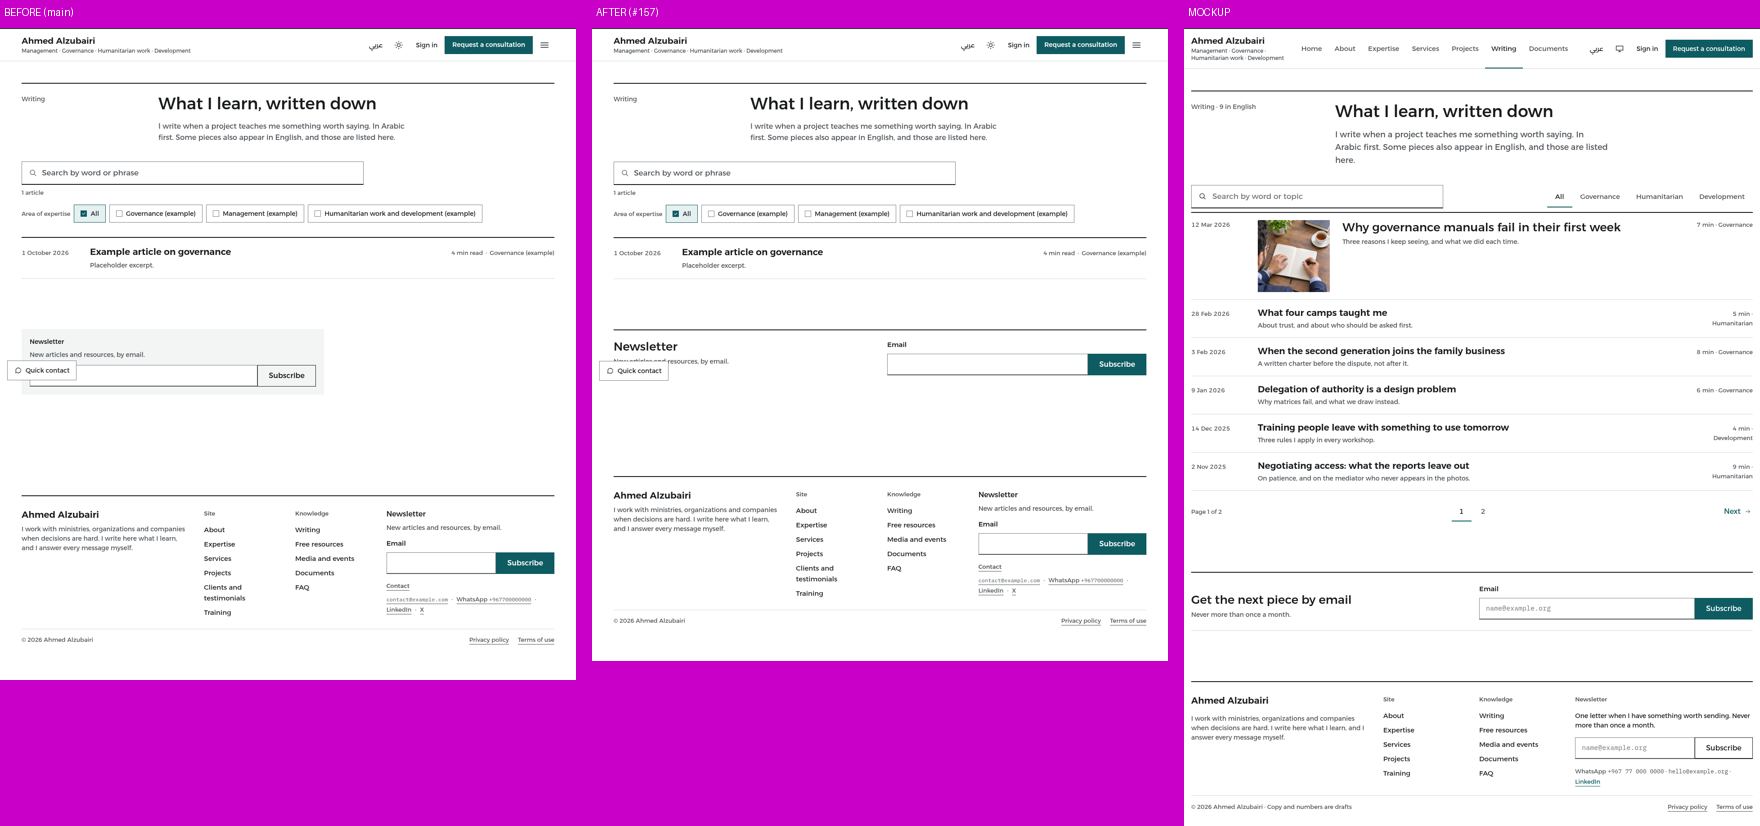 BEFORE (main)
Ahmed Alzubairi
Management · Governance · Humanitarian work · Development
عربي
Sign in
Request a consultation
Writing
What I learn, written down
I write when a project teaches me something worth saying. In Arabic
first. Some pieces also appear in English, and those are listed here.
Search by word or phrase
1 article
Area of expertise
All
Governance (example)
Management (example)
Humanitarian work and development (example)
1 October 2026
Example article on governance
4 min read · Governance (example)
Placeholder excerpt.
Newsletter
New articles and resources, by email.
Quick contact
Subscribe
Ahmed Alzubairi
I work with ministries, organizations and companies
when decisions are hard. I write here what I learn,
and I answer every message myself.
Site
About
Expertise
Services
Projects
Clients and
testimonials
Training
Knowledge
Writing
Free resources
Media and events
Documents
FAQ
Newsletter
New articles and resources, by email.
Email
Subscribe
Contact
contact@example.com · WhatsApp +967700000000 ·
LinkedIn · X
© 2026 Ahmed Alzubairi
Privacy policy
Terms of use
AFTER (#157)
Ahmed Alzubairi
Management · Governance · Humanitarian work · Development
عربي
Sign in
Request a consultation
Writing
What I learn, written down
I write when a project teaches me something worth saying. In Arabic
first. Some pieces also appear in English, and those are listed here.
Search by word or phrase
1 article
Area of expertise
All
Governance (example)
Management (example)
Humanitarian work and development (example)
1 October 2026
Example article on governance
4 min read · Governance (example)
Placeholder excerpt.
Newsletter
New articles and resources, by email.
Quick contact
Email
Subscribe
Ahmed Alzubairi
I work with ministries, organizations and companies
when decisions are hard. I write here what I learn,
and I answer every message myself.
Site
About
Expertise
Services
Projects
Clients and
testimonials
Training
Knowledge
Writing
Free resources
Media and events
Documents
FAQ
Newsletter
New articles and resources, by email.
Email
Subscribe
Contact
contact@example.com · WhatsApp +967700000000 ·
LinkedIn · X
© 2026 Ahmed Alzubairi
Privacy policy
Terms of use
MOCKUP
Ahmed Alzubairi
Management · Governance ·
Humanitarian work · Development
Home
About
Expertise
Services
Projects
Writing
Documents
عربي
Sign in
Request a consultation
Writing · 9 in English
What I learn, written down
I write when a project teaches me something worth saying. In
Arabic first. Some pieces also appear in English, and those are listed
here.
Search by word or topic
All
Governance
Humanitarian
Development
12 Mar 2026
Why governance manuals fail in their first week
7 min · Governance
Three reasons I keep seeing, and what we did each time.
28 Feb 2026
What four camps taught me
5 min ·
Humanitarian
About trust, and about who should be asked first.
3 Feb 2026
When the second generation joins the family business
8 min · Governance
A written charter before the dispute, not after it.
9 Jan 2026
Delegation of authority is a design problem
6 min · Governance
Why matrices fail, and what we draw instead.
14 Dec 2025
Training people leave with something to use tomorrow
4 min ·
Development
Three rules I apply in every workshop.
2 Nov 2025
Negotiating access: what the reports leave out
9 min ·
Humanitarian
On patience, and on the mediator who never appears in the photos.
Page 1 of 2
1
2
Next →
Get the next piece by email
Never more than once a month.
Email
name@example.org
Subscribe
Ahmed Alzubairi
I work with ministries, organizations and companies
when decisions are hard. I write here what I learn, and I
answer every message myself.
Site
About
Expertise
Services
Projects
Training
Knowledge
Writing
Free resources
Media and events
Documents
FAQ
Newsletter
One letter when I have something worth sending. Never
more than once a month.
name@example.org
Subscribe
WhatsApp +967 77 000 0000 · hello@example.org ·
LinkedIn
© 2026 Ahmed Alzubairi · Copy and numbers are drafts
Privacy policy
Terms of use